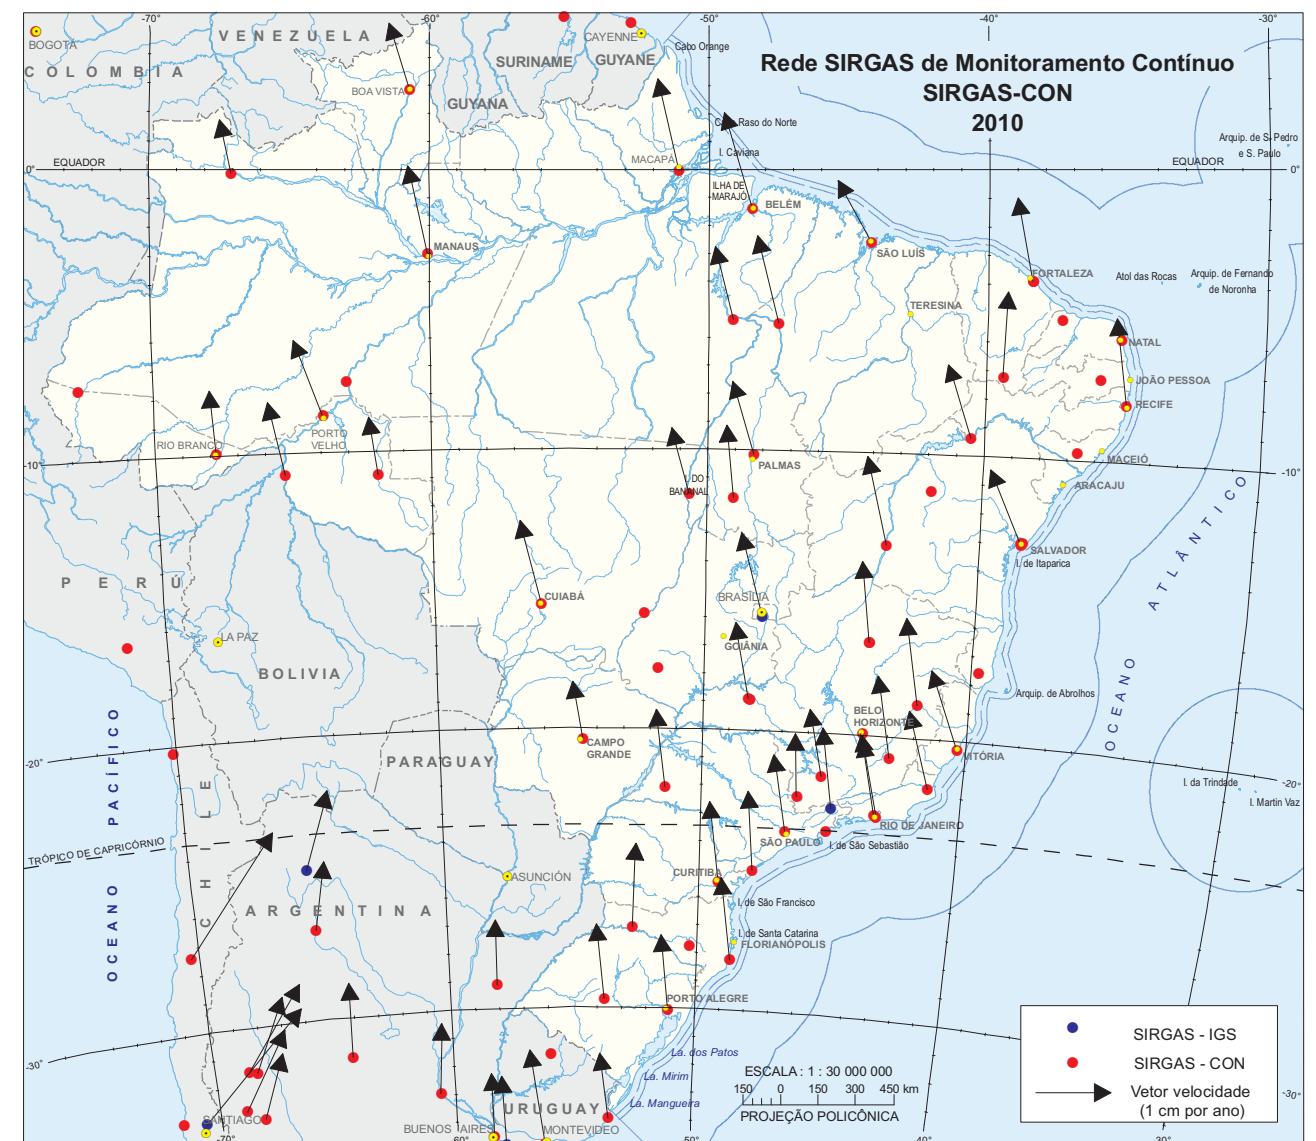 -70°
-60°
-50°
-40°
-30°
BOGOTÁ
VENEZUELA
CAYENNE
Cabo Orange
COLOMBIA
SURINAME
GUYANE
Rede SIRGAS de Monitoramento Contínuo
SIRGAS-CON
2010
BOA VISTA
GUYANA
Cabo Raso do Norte
Arquip. de S. Pedro
e S. Paulo
EQUADOR
0°
MACAPÁ
I. Caviana
EQUADOR
0°
ILHA DE
MARAJÓ
BELÉM
MANAUS
SÃO LUÍS
FORTALEZA
Atol das Rocas
Arquip. de Fernando
de Noronha
TERESINA
NATAL
JOÃO PESSOA
RECIFE
RIO BRANCO
PORTO
VELHO
-10°
PALMAS
MACEIÓ
-10°
I. DO
BANANAL
ARACAJU
SALVADOR
I. de Itaparica
PERÚ
CUIABÁ
BRASÍLIA
GOIÂNIA
LA PAZ
BOLIVIA
OCEANO ATLÂNTICO
Arquip. de Abrolhos
BELO
HORIZONTE
CAMPO
GRANDE
VITÓRIA
-20°
PARAGUAY
I. da Trindade
-20°
I. Martin Vaz
OCEANO PACÍFICO
CHILE
TRÓPICO DE CAPRICÓRNIO
RIO DE JANEIRO
SÃO PAULO
I. de São Sebastião
ASUNCIÓN
CURITIBA
ARGENTINA
I. de São Francisco
I. de Santa Catarina
FLORIANÓPOLIS
PORTO ALEGRE
-30°
La. dos Patos
La. Mirim
La. Mangueira
ESCALA : 1 : 30 000 000
150 0 150 300 450 km
PROJEÇÃO POLICÔNICA
SIRGAS - IGS
SIRGAS - CON
Vetor velocidade
(1 cm por ano)
-30°
SANTIAGO
URUGUAY
BUENOS AIRES
MONTEVIDEO
-70°
-60°
-50°
-40°
-30°